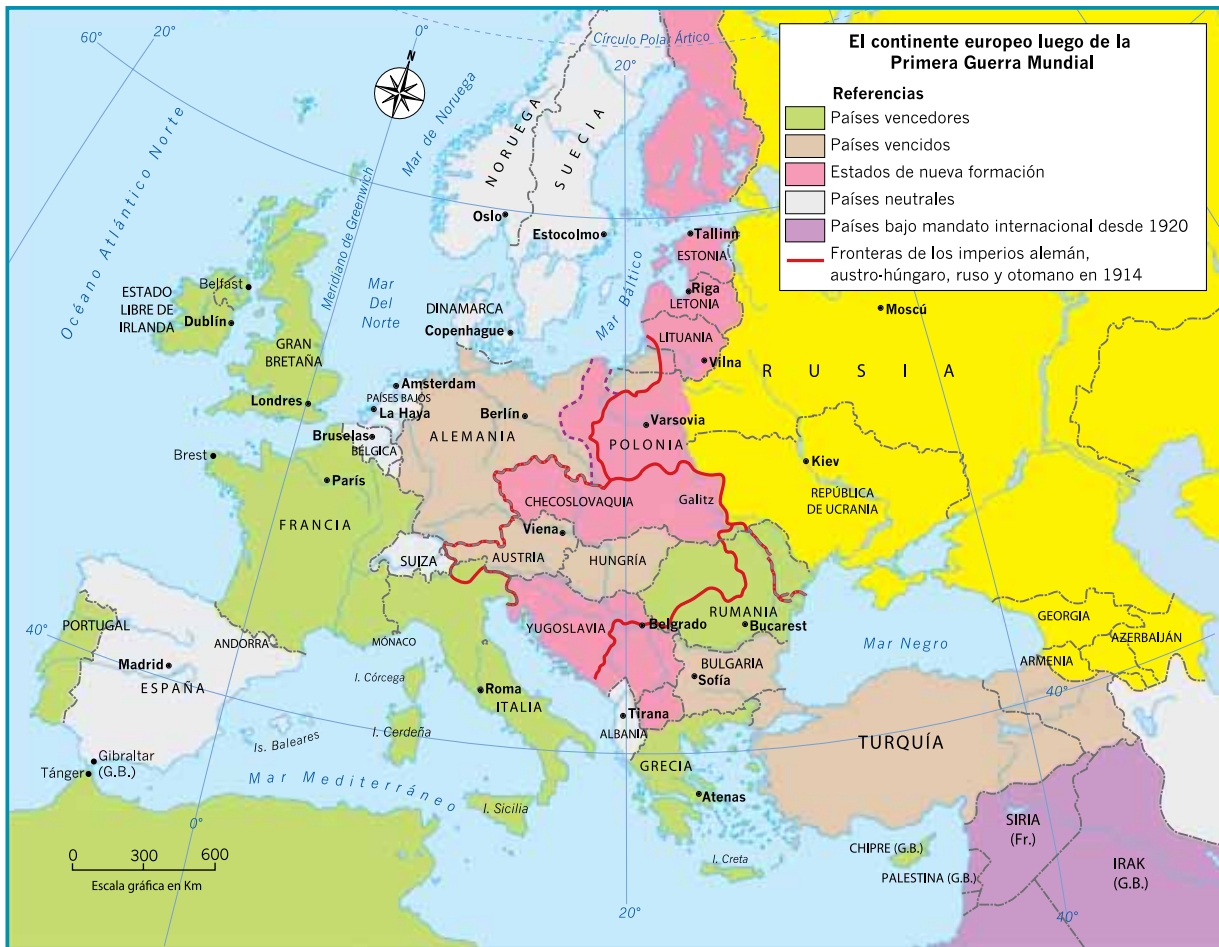 El continente europeo luego de la
Primera Guerra Mundial
Referencias
Países vencedores
Países vencidos
Estados de nueva formación
Países neutrales
Países bajo mandato internacional desde 1920
Fronteras de los imperios alemán,
austro-húngaro, ruso y otomano en 1914
60°
20°
0°
Círculo Polar Ártico
20°
N
Océano Atlántico Norte
Mar de Noruega
Meridiano de Greenwich
NORUEGA
SUECIA
Oslo
Estocolmo
Tallinn
ESTONIA
Riga
LETONIA
Mar Báltico
LITUANIA
Vilna
Moscú
RUSIA
ESTADO
LIBRE DE
IRLANDA
Belfast
Dublín
GRAN
BRETAÑA
Londres
Mar
Del
Norte
DINAMARCA
Copenhague
Amsterdam
PAÍSES BAJOS
La Haya
Bruselas
BÉLGICA
Berlín
ALEMANIA
Varsovia
POLONIA
Kiev
REPÚBLICA
DE UCRANIA
Brest
París
FRANCIA
CHECOSLOVAQUIA
Galitz
Viena
AUSTRIA
HUNGRÍA
SUIZA
RUMANIA
Bucarest
YUGOSLAVIA
Belgrado
BULGARIA
Sofía
Mar Negro
GEORGIA
AZERBAIJÁN
ARMENIA
40°
40°
PORTUGAL
ANDORRA
MÓNACO
Madrid
ESPAÑA
I. Córcega
Roma
ITALIA
Tirana
ALBANIA
I. Cerdeña
Is. Baleares
Gibraltar
(G.B.)
Tánger
Mar Mediterráneo
GRECIA
Atenas
TURQUÍA
I. Sicilia
I. Creta
CHIPRE (G.B.)
PALESTINA (G.B.)
SIRIA
(Fr.)
IRAK
(G.B.)
0°
20°
40°
0 300 600
Escala gráfica en Km